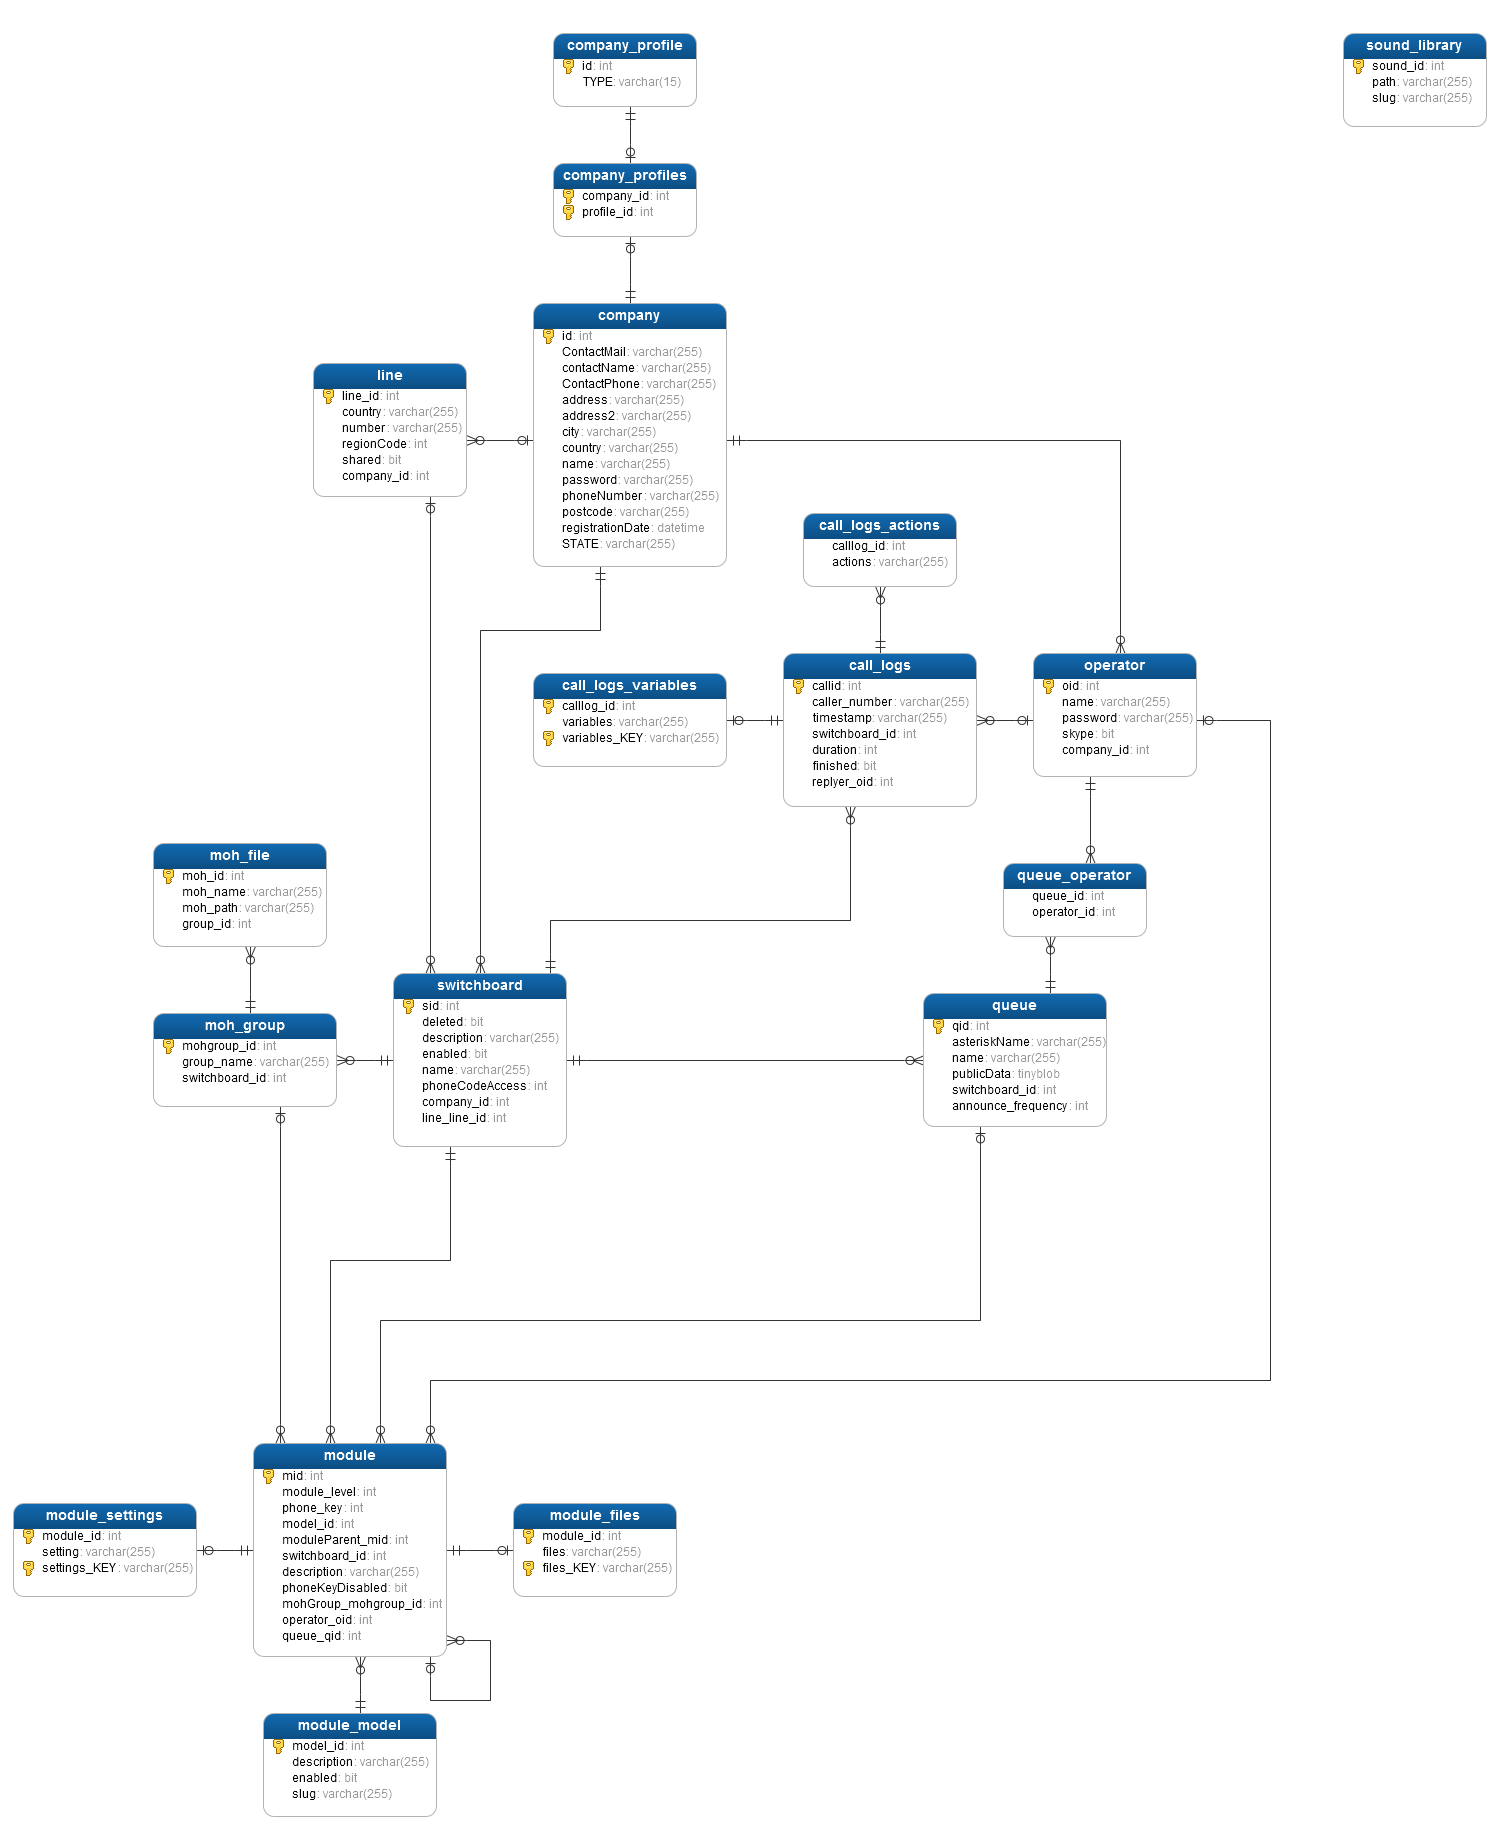 company_profile
id: int
TYPE: varchar(15)
sound_library
sound_id: int
path: varchar(255)
slug: varchar(255)
company_profiles
company_id: int
profile_id: int
company
id: int
ContactMail: varchar(255)
contactName: varchar(255)
ContactPhone: varchar(255)
address: varchar(255)
address2: varchar(255)
city: varchar(255)
country: varchar(255)
name: varchar(255)
password: varchar(255)
phoneNumber: varchar(255)
postcode: varchar(255)
registrationDate: datetime
STATE: varchar(255)
line
line_id: int
country: varchar(255)
number: varchar(255)
regionCode: int
shared: bit
company_id: int
call_logs_actions
calllog_id: int
actions: varchar(255)
call_logs_variables
calllog_id: int
variables: varchar(255)
variables_KEY: varchar(255)
call_logs
callid: int
caller_number: varchar(255)
timestamp: varchar(255)
switchboard_id: int
duration: int
finished: bit
replyer_oid: int
operator
oid: int
name: varchar(255)
password: varchar(255)
skype: bit
company_id: int
moh_file
moh_id: int
moh_name: varchar(255)
moh_path: varchar(255)
group_id: int
queue_operator
queue_id: int
operator_id: int
moh_group
mohgroup_id: int
group_name: varchar(255)
switchboard_id: int
switchboard
sid: int
deleted: bit
description: varchar(255)
enabled: bit
name: varchar(255)
phoneCodeAccess: int
company_id: int
line_line_id: int
queue
qid: int
asteriskName: varchar(255)
name: varchar(255)
publicData: tinyblob
switchboard_id: int
announce_frequency: int
module
mid: int
module_level: int
phone_key: int
model_id: int
moduleParent_mid: int
switchboard_id: int
description: varchar(255)
phoneKeyDisabled: bit
mohGroup_mohgroup_id: int
operator_oid: int
queue_qid: int
module_settings
module_id: int
setting: varchar(255)
settings_KEY: varchar(255)
module_files
module_id: int
files: varchar(255)
files_KEY: varchar(255)
module_model
model_id: int
description: varchar(255)
enabled: bit
slug: varchar(255)